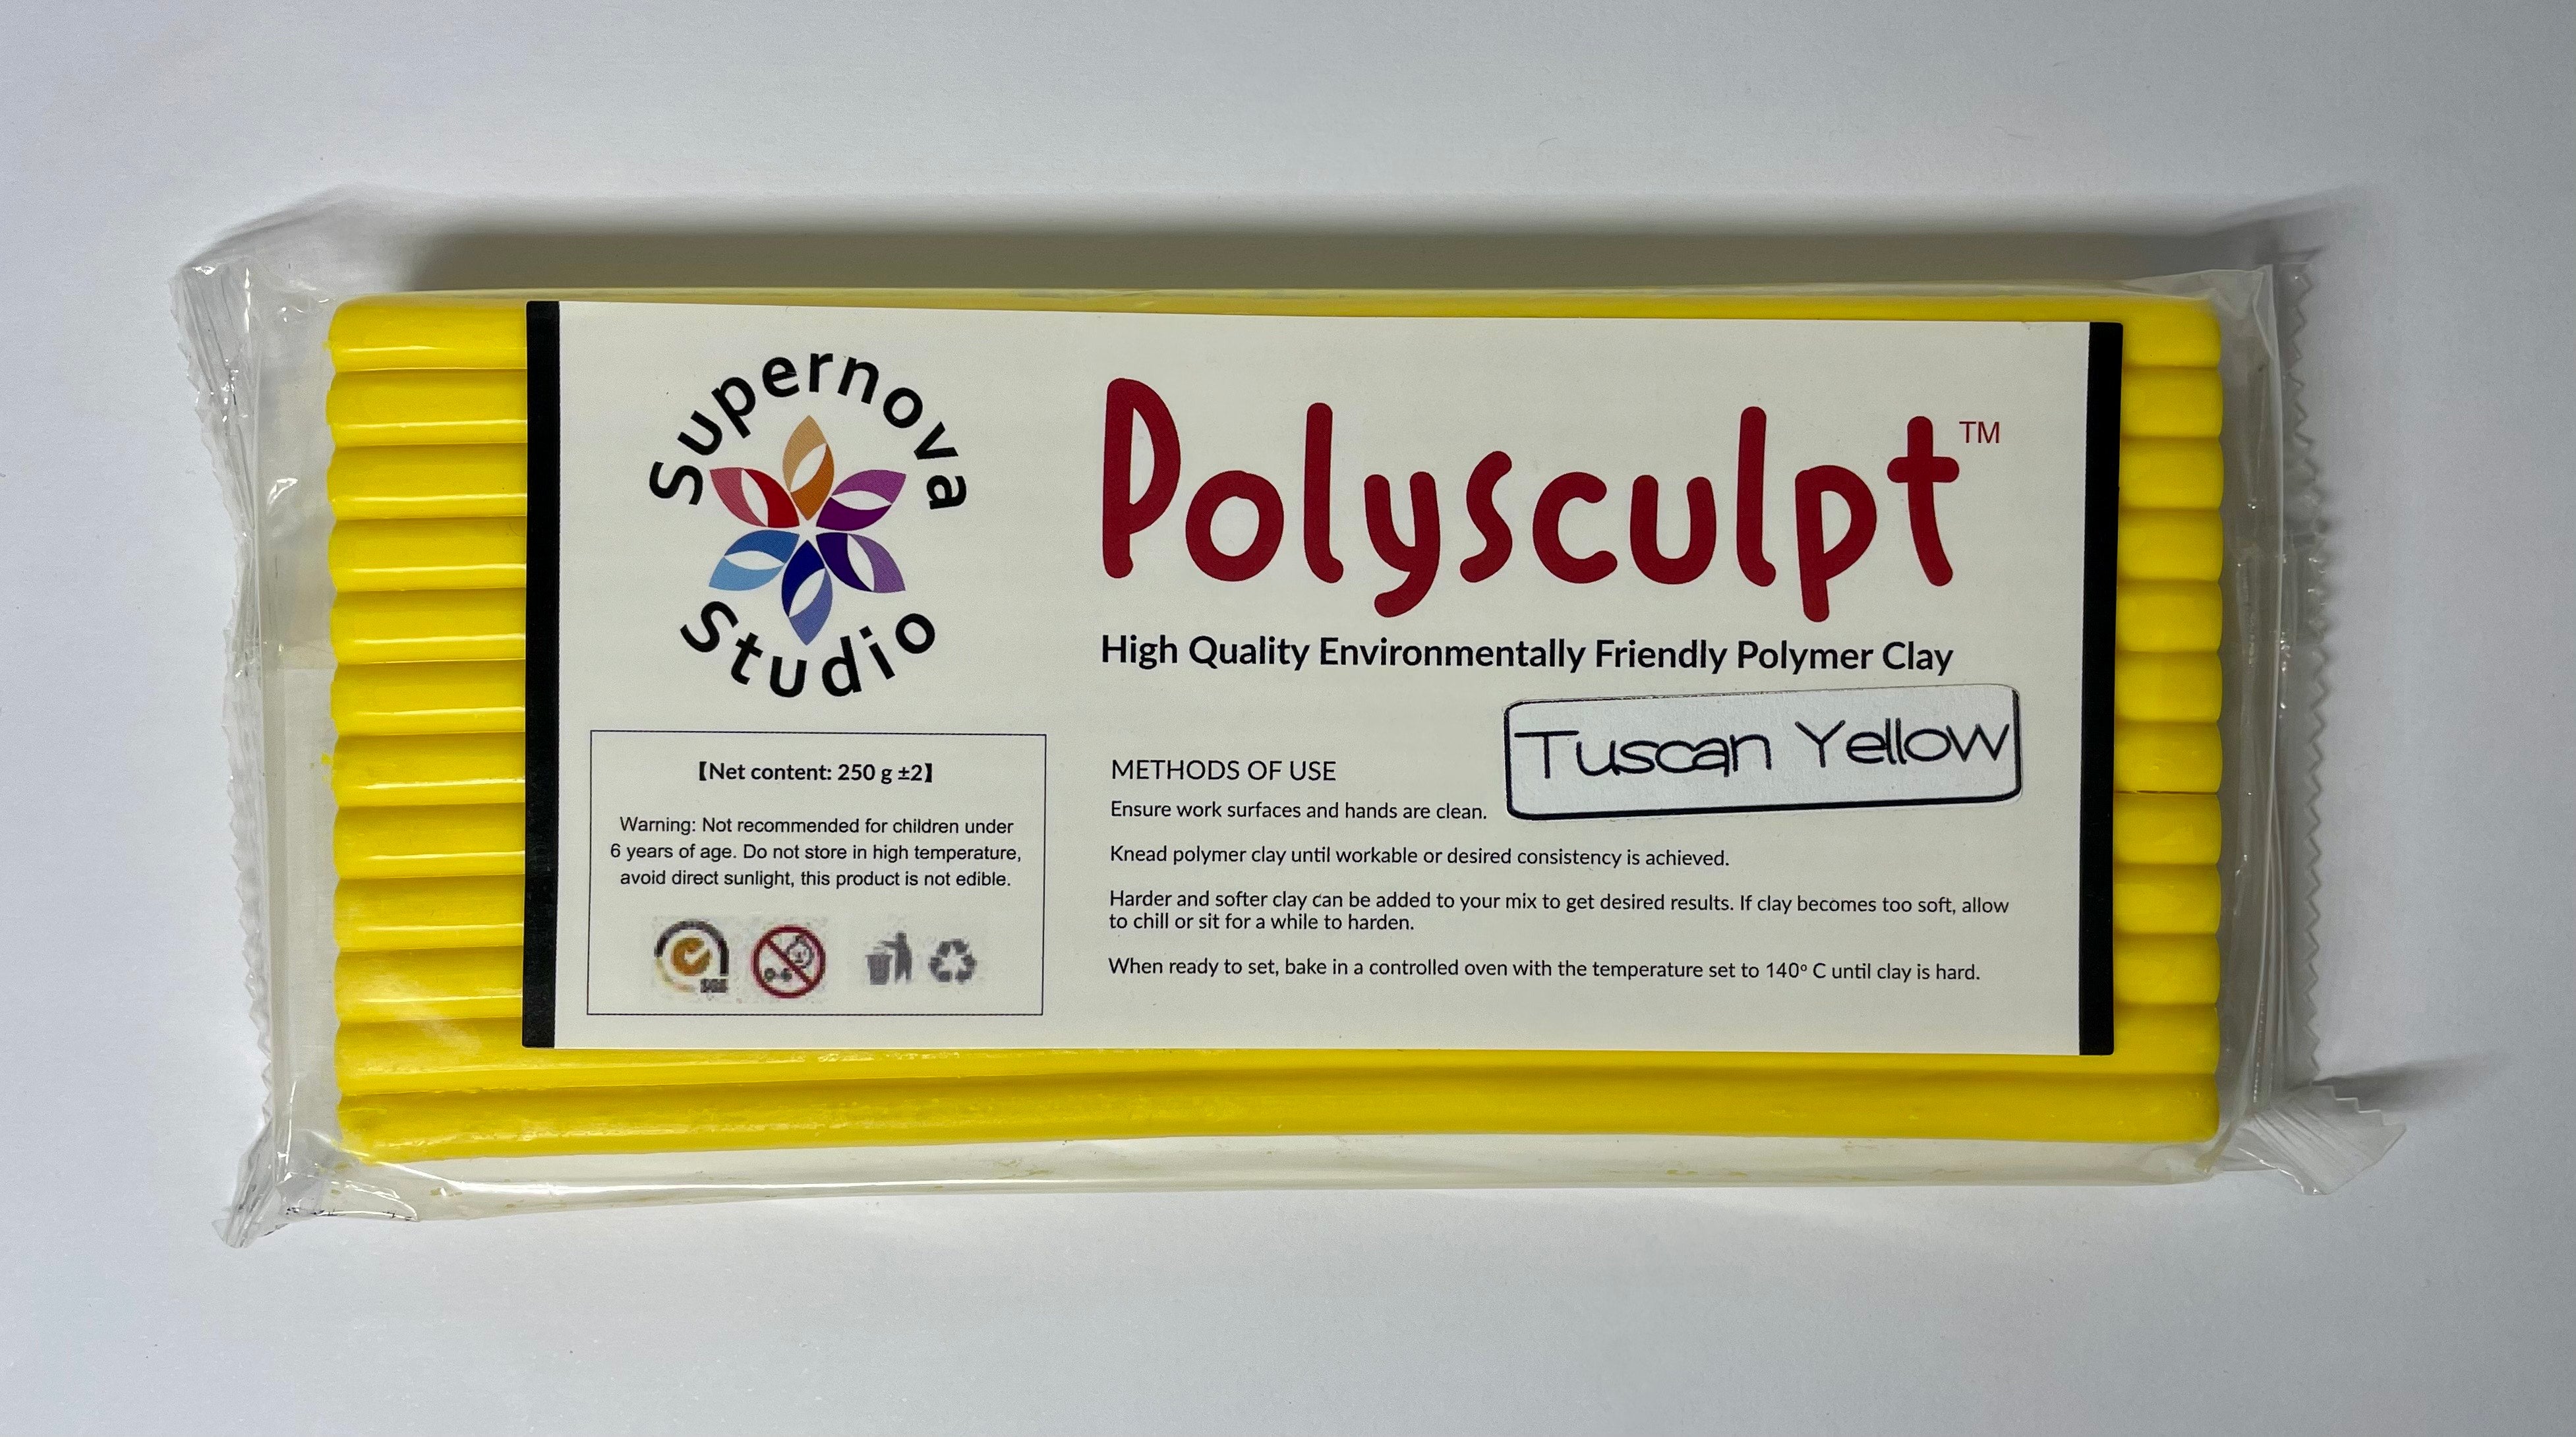 Supernova
Studio
Polysculpt™
High Quality Environmentally Friendly Polymer Clay
Tuscan Yellow
【Net content: 250 g ±2】
Warning: Not recommended for children under
6 years of age. Do not store in high temperature,
avoid direct sunlight, this product is not edible.
SGS
0-6
METHODS OF USE
Ensure work surfaces and hands are clean.
Knead polymer clay until workable or desired consistency is achieved.
Harder and softer clay can be added to your mix to get desired results. If clay becomes too soft, allow
to chill or sit for a while to harden.
When ready to set, bake in a controlled oven with the temperature set to 140º C until clay is hard.